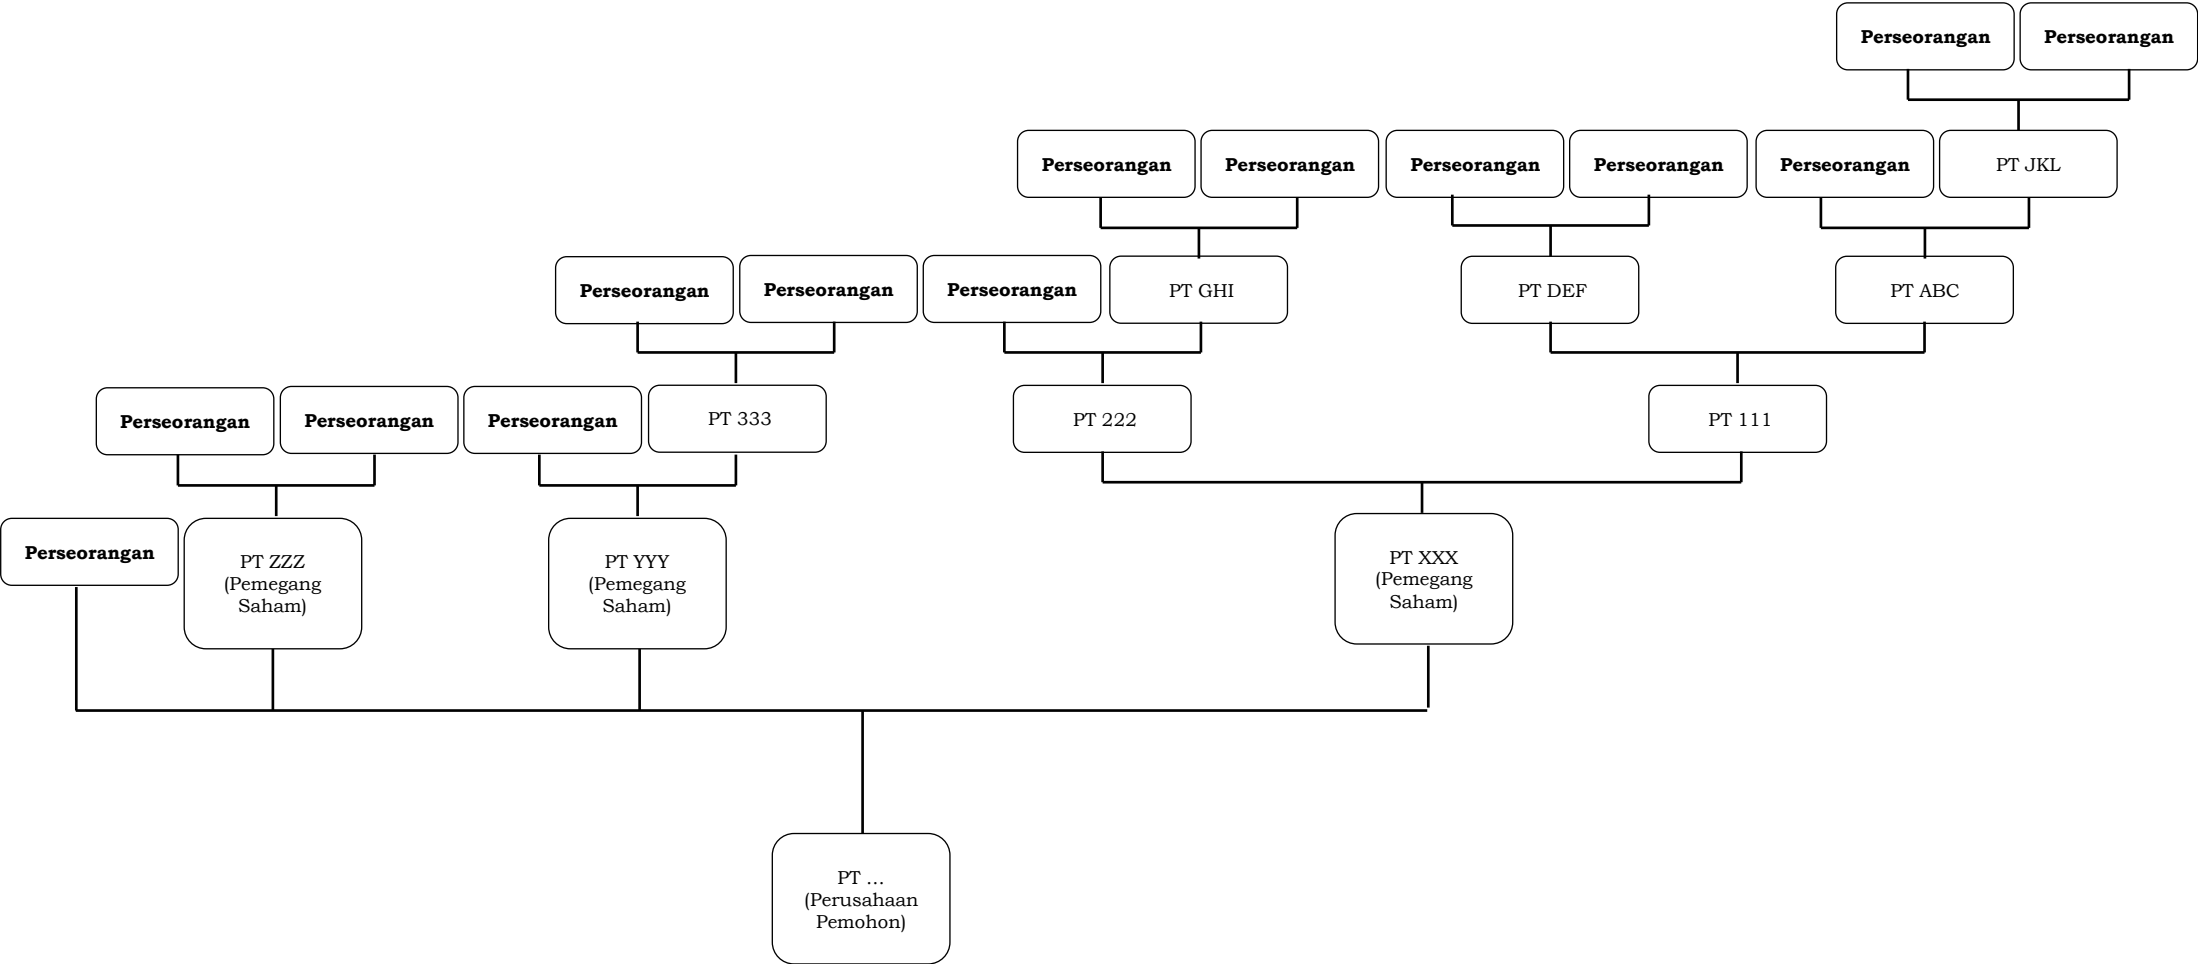 Perseorangan
Perseorangan
Perseorangan
Perseorangan
Perseorangan
Perseorangan
Perseorangan
PT JKL
Perseorangan
Perseorangan
Perseorangan
PT GHI
PT DEF
PT ABC
Perseorangan
Perseorangan
Perseorangan
PT 333
PT 222
PT 111
Perseorangan
PT ZZZ
(Pemegang
Saham)
PT YYY
(Pemegang
Saham)
PT XXX
(Pemegang
Saham)
PT ...
(Perusahaan
Pemohon)